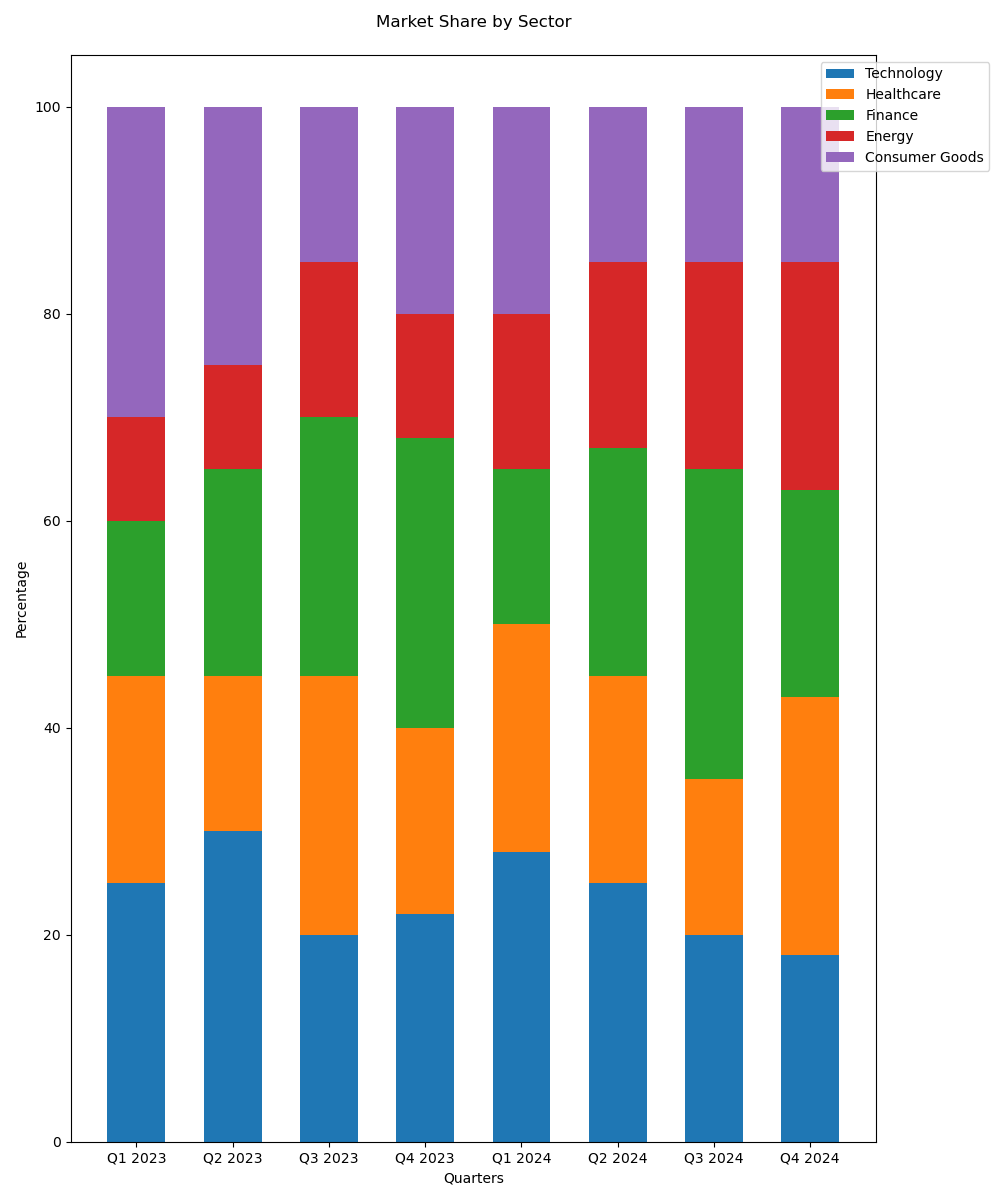 Market Share by Sector
Technology
Healthcare
Finance
Energy
Consumer Goods
Percentage
100
80
60
40
20
0
Q1 2023 Q2 2023 Q3 2023 Q4 2023 Q1 2024 Q2 2024 Q3 2024 Q4 2024
Quarters